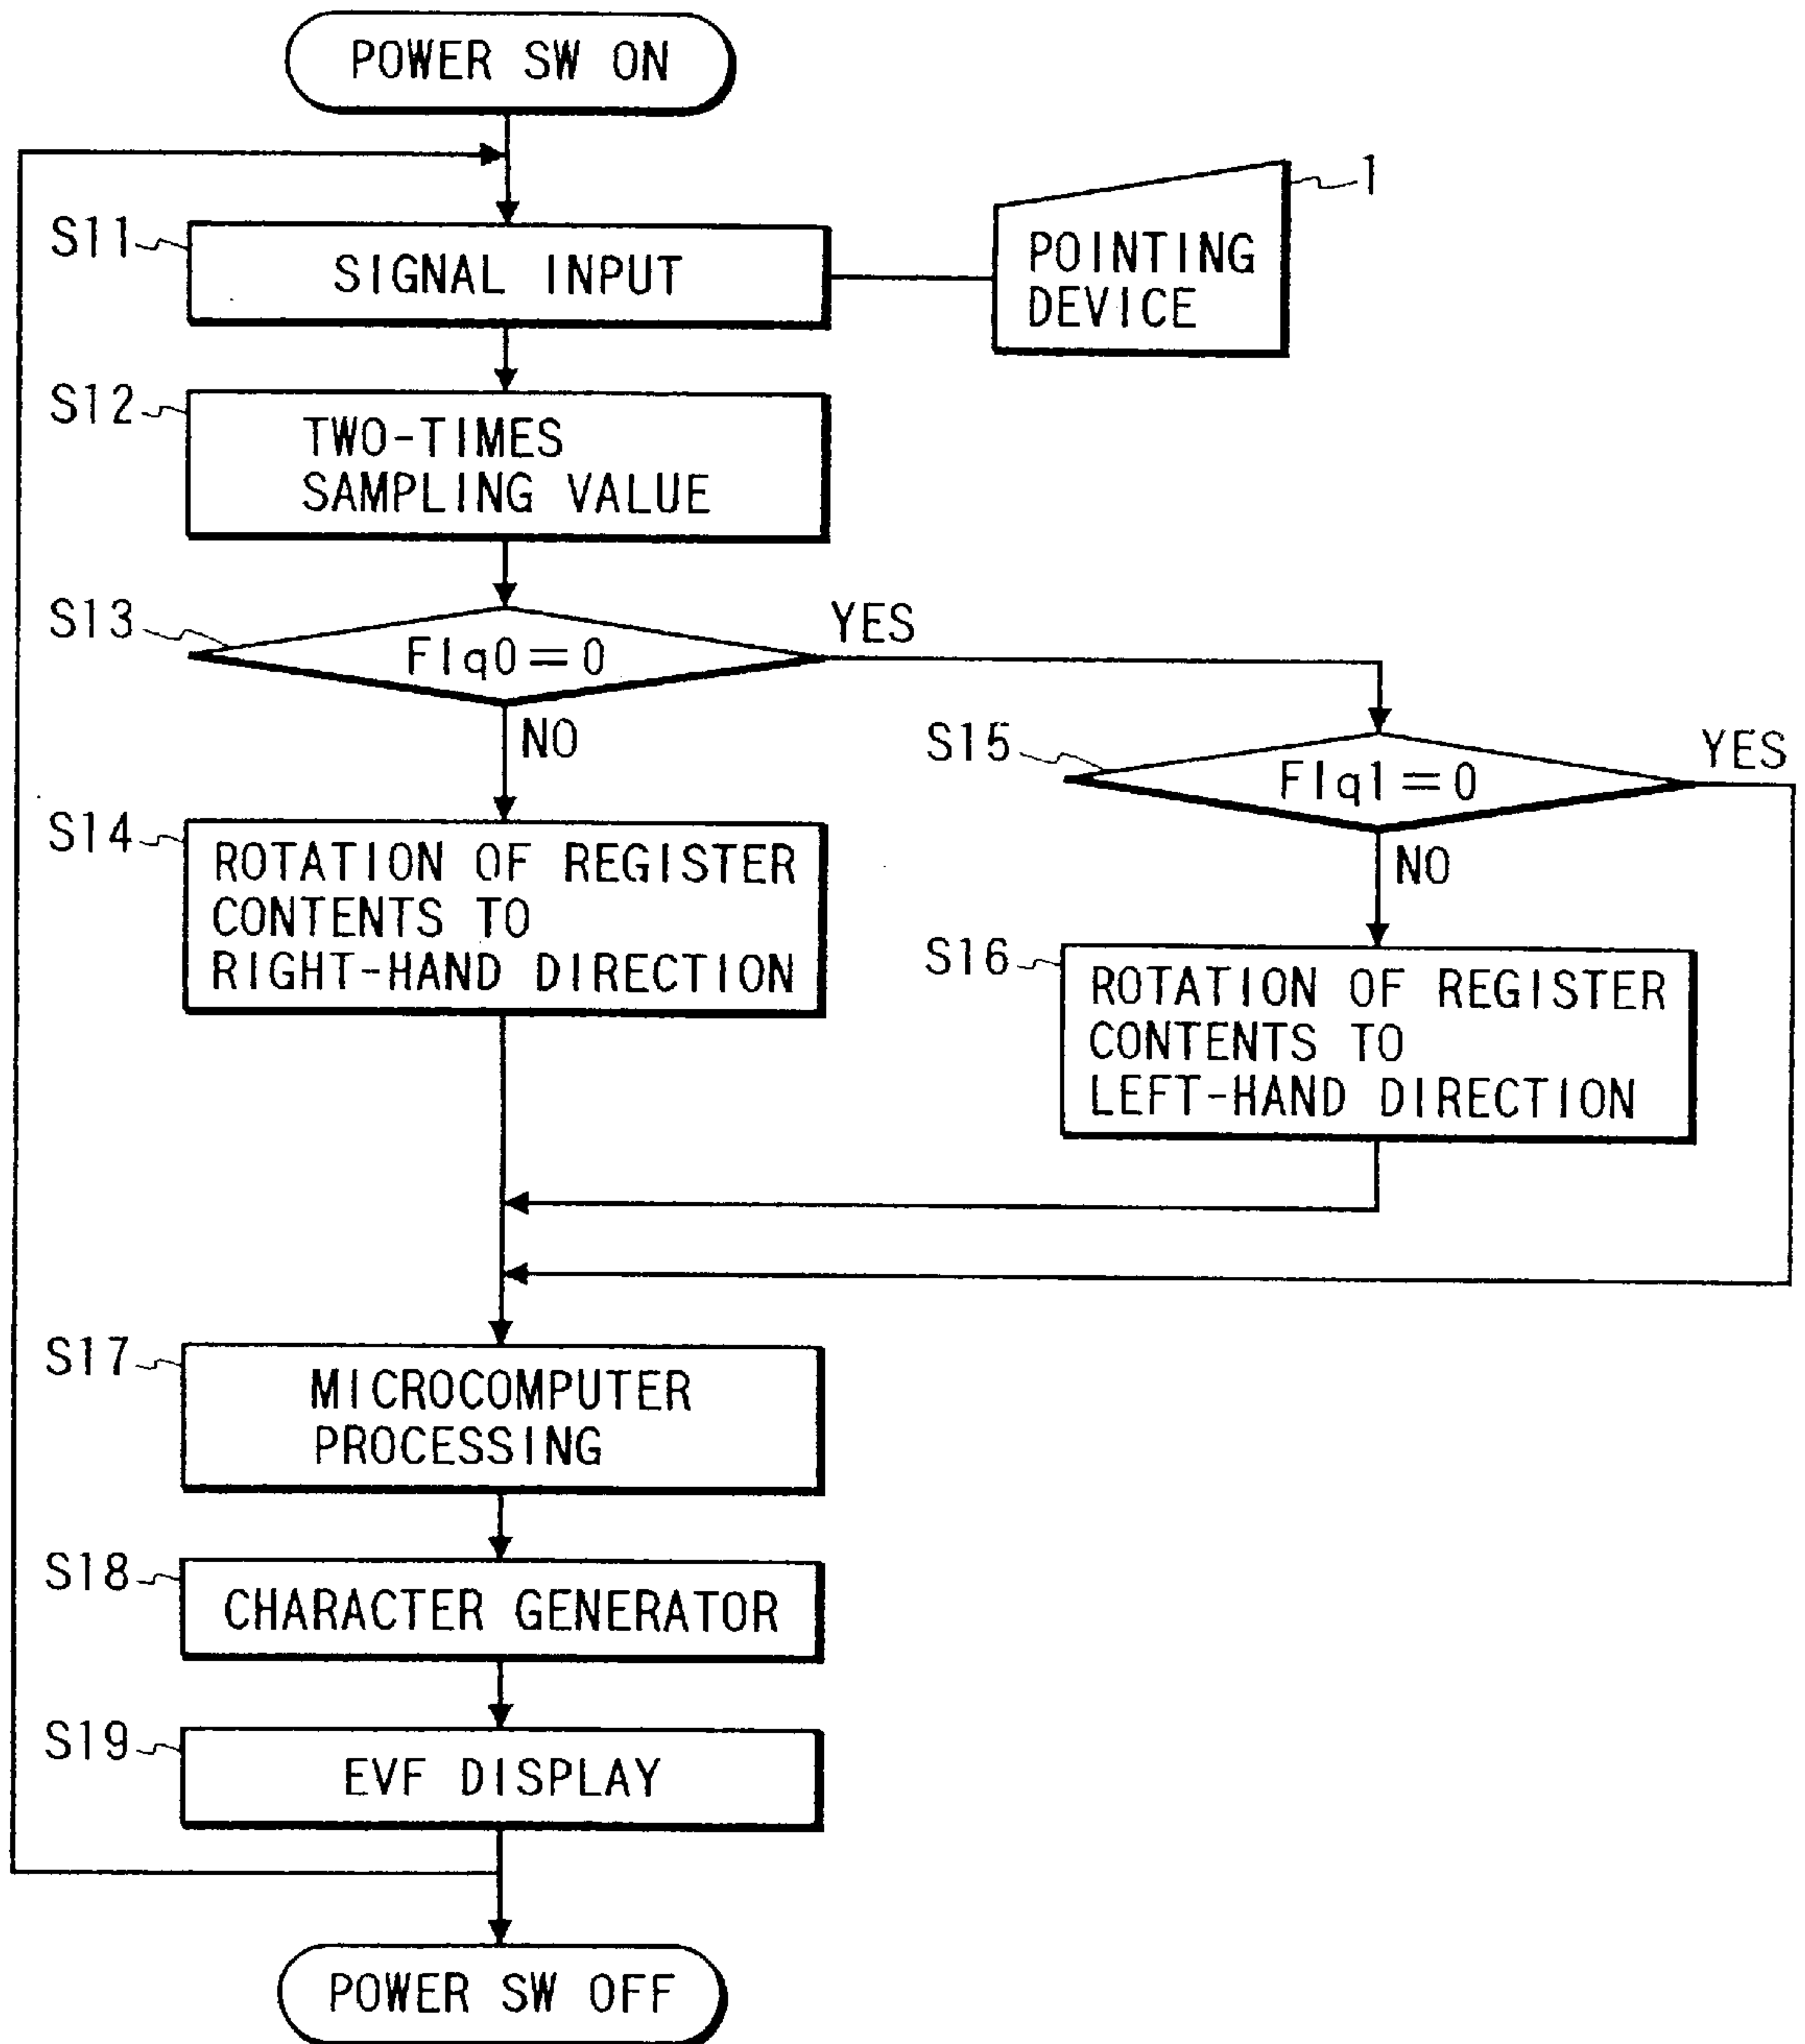 POWER SW ON
1
S11
SIGNAL INPUT
POINTING
DEVICE
S12
TWO-TIMES
SAMPLING VALUE
S13
Flq0=0
YES
NO
S15
Flq1=0
YES
NO
S14
ROTATION OF REGISTER
CONTENTS TO
RIGHT-HAND DIRECTION
S16
ROTATION OF REGISTER
CONTENTS TO
LEFT-HAND DIRECTION
S17
MICROCOMPUTER
PROCESSING
S18
CHARACTER GENERATOR
S19
EVF DISPLAY
POWER SW OFF